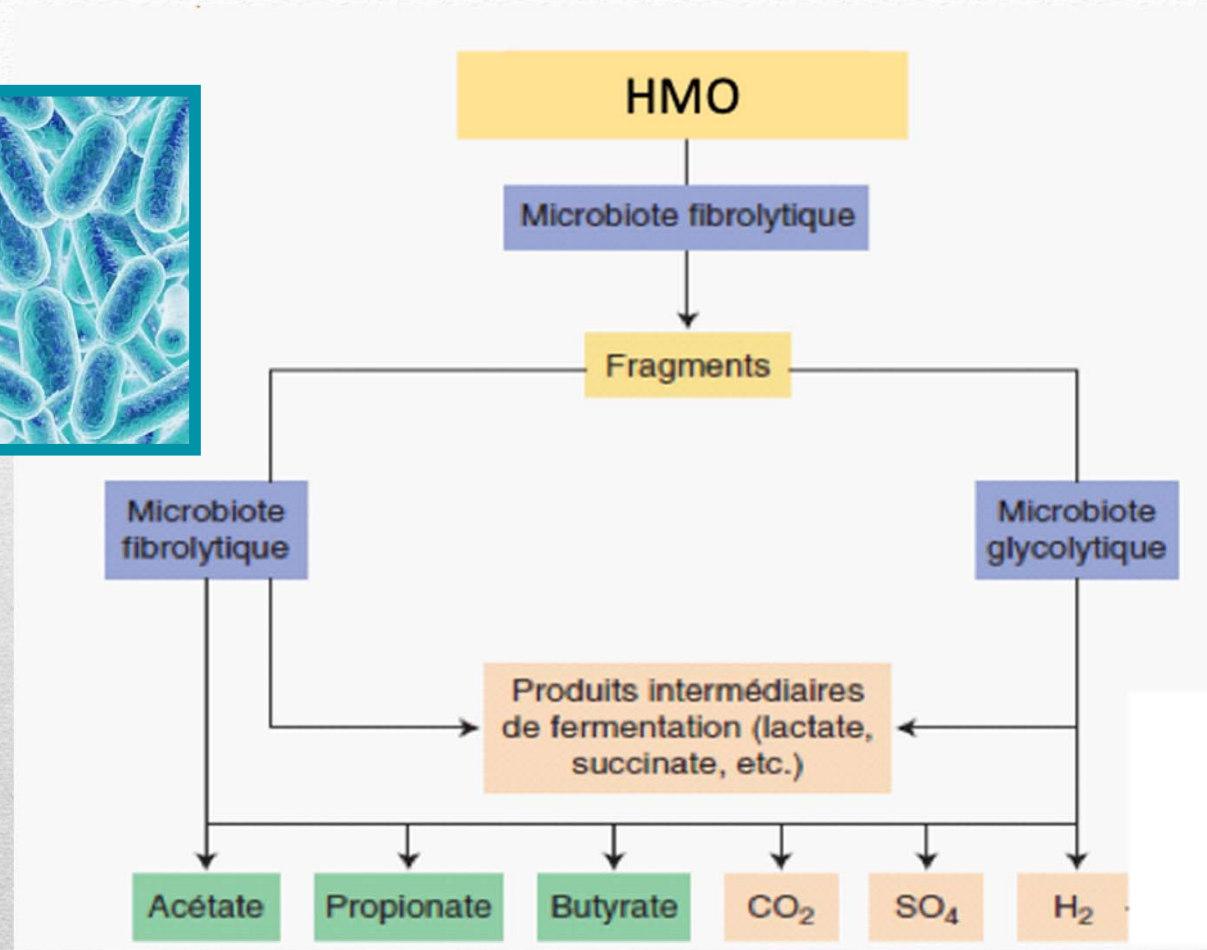 HMO
Microbiote fibrolytique
Fragments
Microbiote
fibrolytique
Microbiote
glycolytique
Produits intermédiaires
de fermentation (lactate,
succinate, etc.)
Acétate
Propionate
Butyrate
CO₂
SO₄
H₂